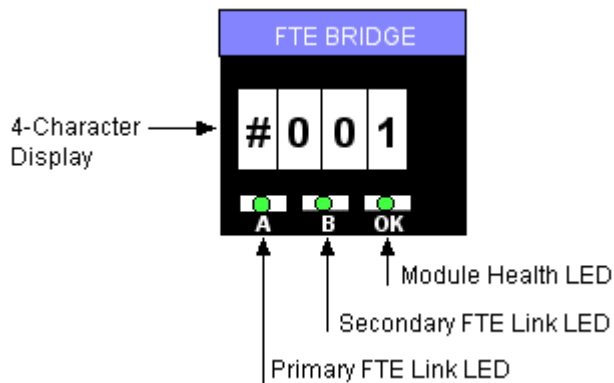 FTE BRIDGE
4-Character
Display
#001
A B OK
Module Health LED
Secondary FTE Link LED
Primary FTE Link LED